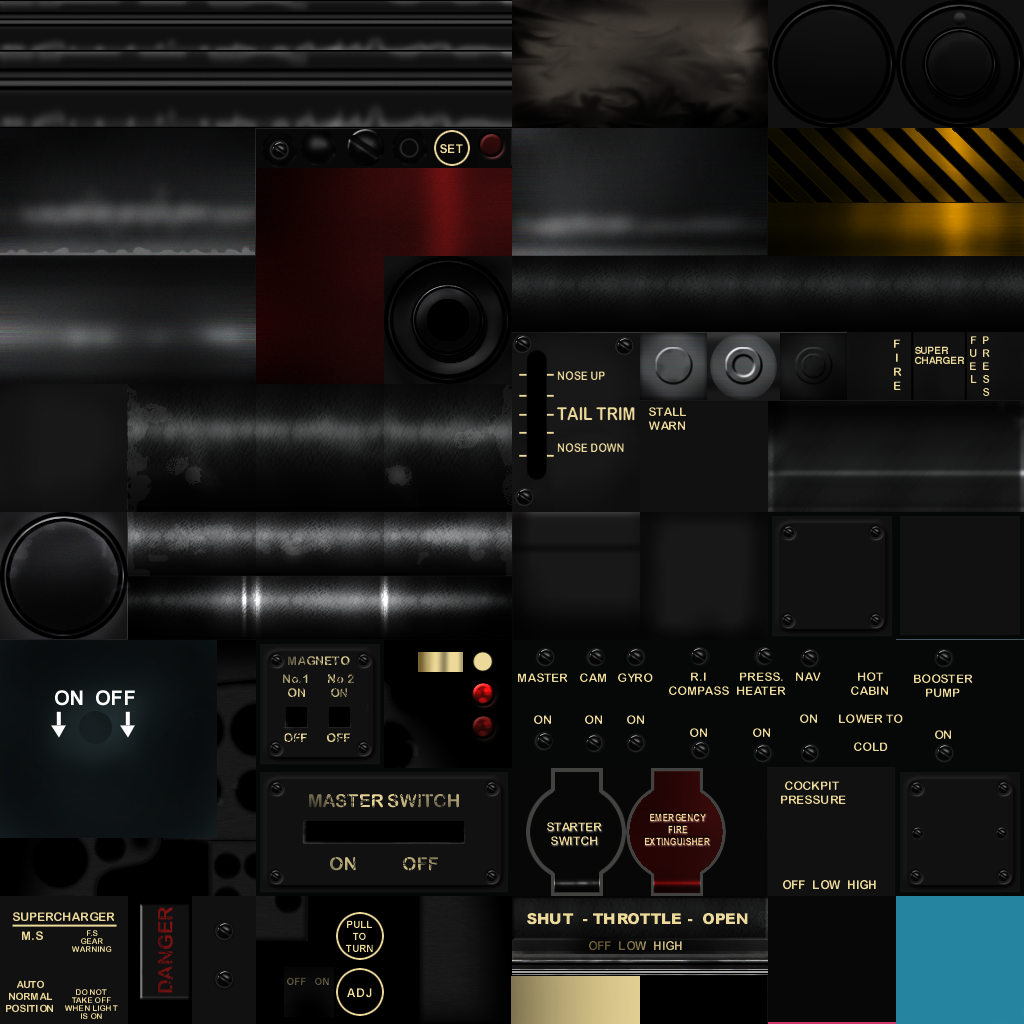 SET
FIRE
SUPER
CHARGER
FUEL
PRESS
NOSE UP
TAIL TRIM
NOSE DOWN
STALL
WARN
ON OFF
MAGNETO
No.1 No.2
ON ON
OFF OFF
MASTER CAM GYRO R.I COMPASS PRESS. HEATER NAV HOT CABIN BOOSTER PUMP
ON ON ON ON ON ON LOWER TO ON
COLD
MASTER SWITCH
ON OFF
STARTER
SWITCH
EMERGENCY
FIRE
EXTINGUISHER
COCKPIT
PRESSURE
OFF LOW HIGH
SUPERCHARGER
M.S
F.S
GEAR
WARNING
AUTO
NORMAL
POSITION
DO NOT
TAKE OFF
WHEN LIGHT
IS ON
DANGER
PULL
TO
TURN
OFF ON
ADJ
SHUT - THROTTLE - OPEN
OFF LOW HIGH